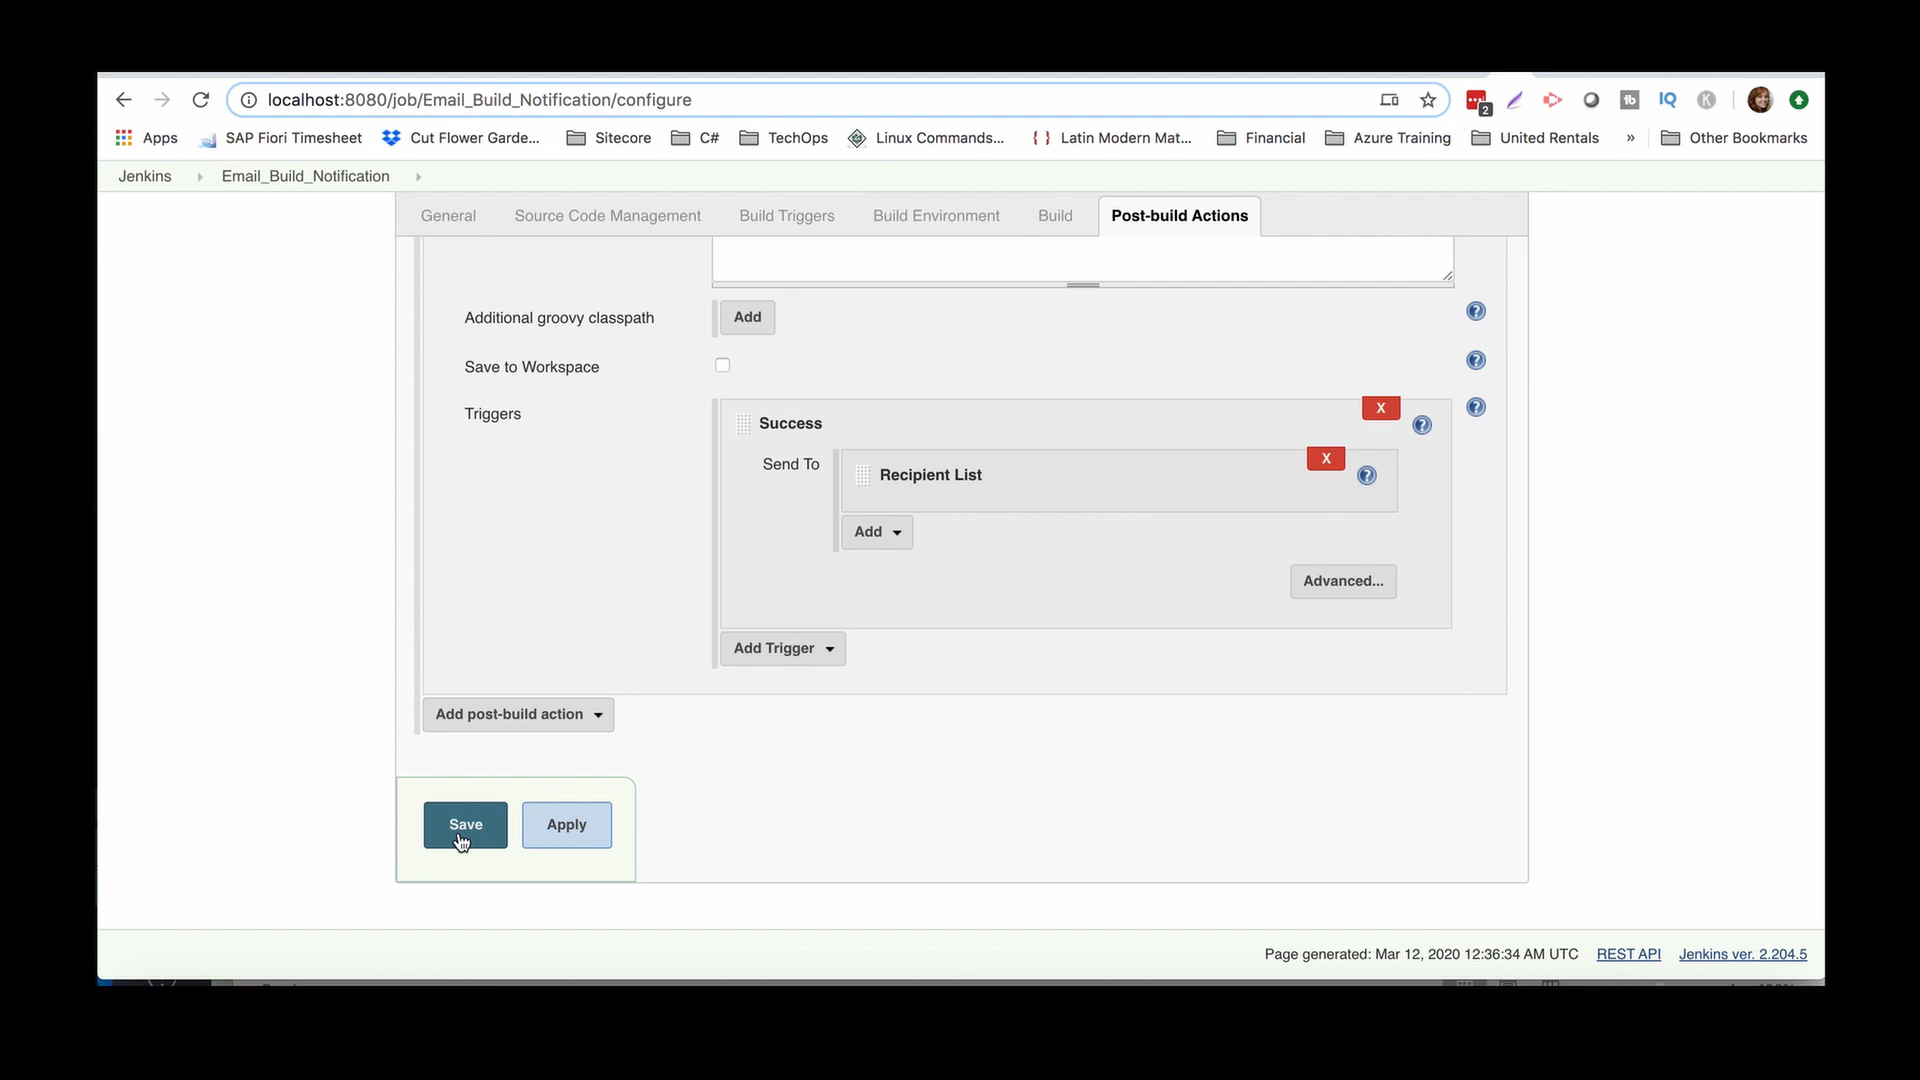 localhost:8080/job/Email_Build_Notification/configure
2
tb
IQ
K
Apps
SAP Fiori Timesheet
Cut Flower Garde...
Sitecore
C#
TechOps
Linux Commands...
{ }
Latin Modern Mat...
Financial
Azure Training
United Rentals
»
Other Bookmarks
Jenkins
Email_Build_Notification
General
Source Code Management
Build Triggers
Build Environment
Build
Post-build Actions
Additional groovy classpath
Add
Save to Workspace
Triggers
X
Success
Send To
X
Recipient List
Add
Advanced...
Add Trigger
Add post-build action
Save
Apply
Page generated: Mar 12, 2020 12:36:34 AM UTC
REST API
Jenkins ver. 2.204.5